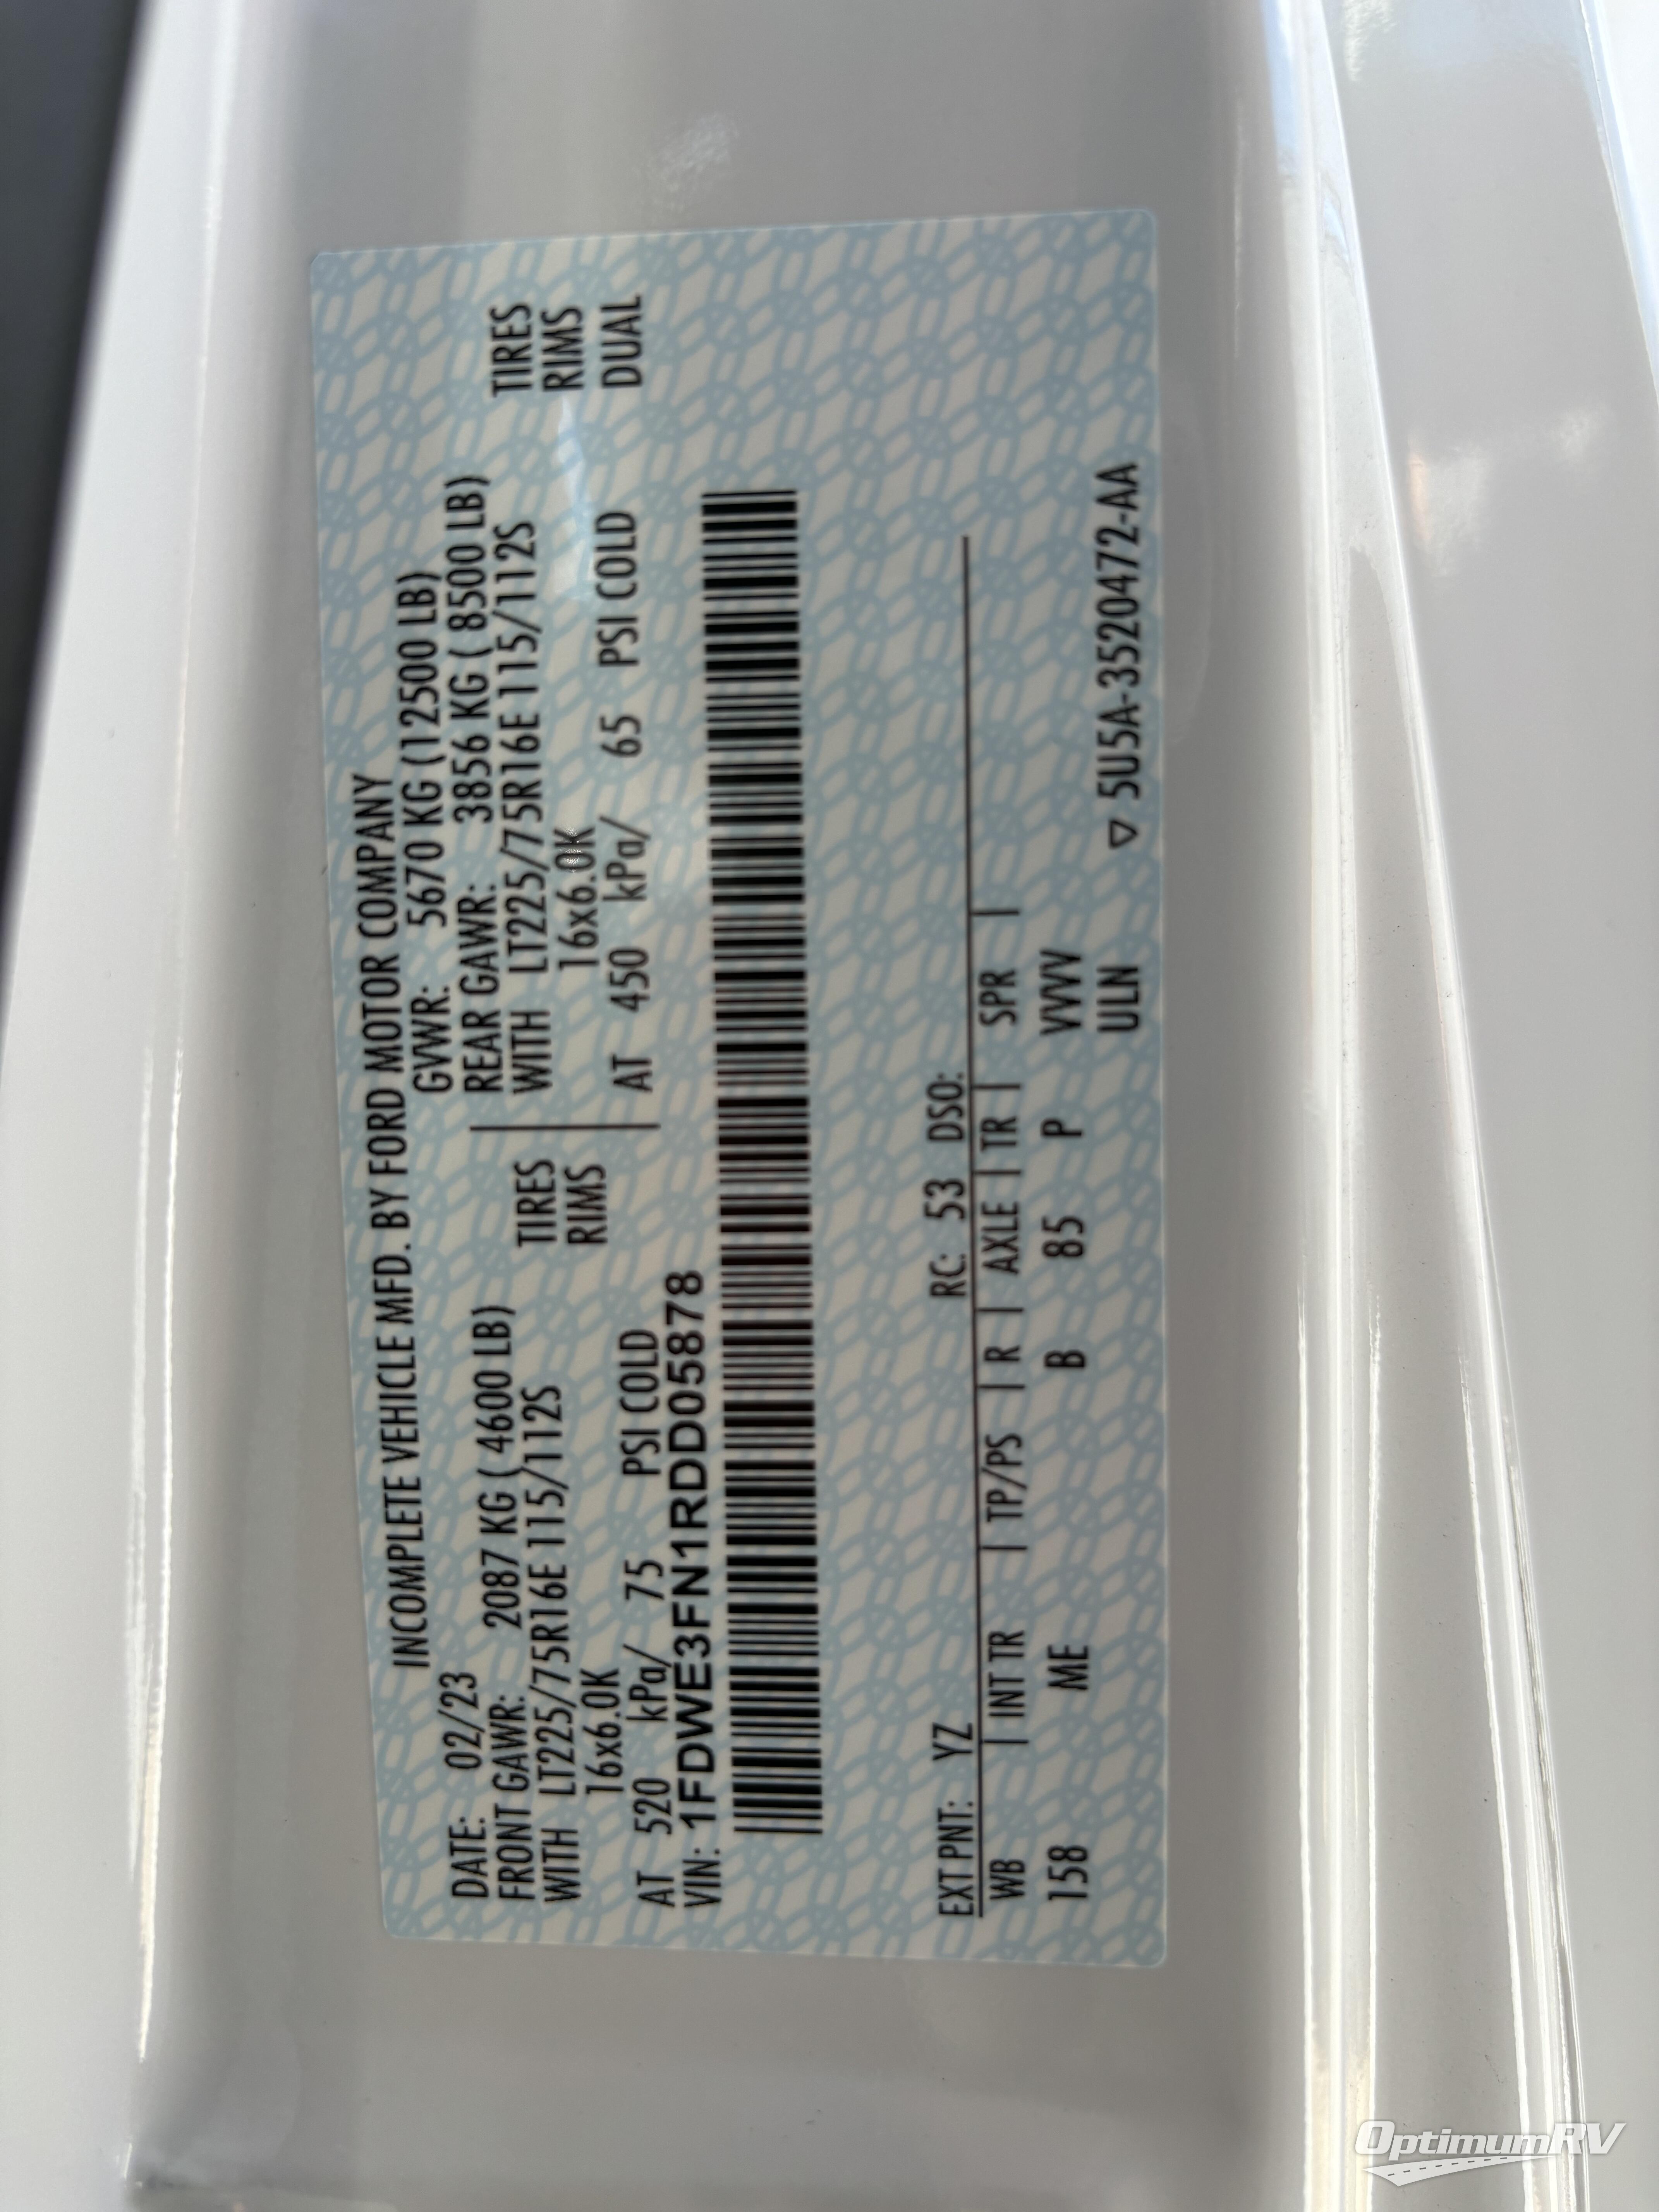 INCOMPLETE VEHICLE MFD. BY FORD MOTOR COMPANY
DATE: 02/23 GVWR: 5670 KG (12500 LB)
FRONT GAWR: 2087 KG ( 4600 LB) REAR GAWR: 3856 KG ( 8500 LB)
WITH LT225/75R16E 115/112S TIRES WITH LT225/75R16E 115/112S TIRES
16x6.0K RIMS 16x6.0K RIMS
AT 520 kPa/ 75 PSI COLD AT 450 kPa/ 65 PSI COLD DUAL
VIN: 1FDWE3FN1RDD05878
EXT PNT: YZ RC: 53 DSO:
WB | INT TR | TP/PS | R | AXLE | TR | SPR |
158 ME B 85 P VVVV
ULN ▽ 5U5A-3520472-AA
OptimumRV